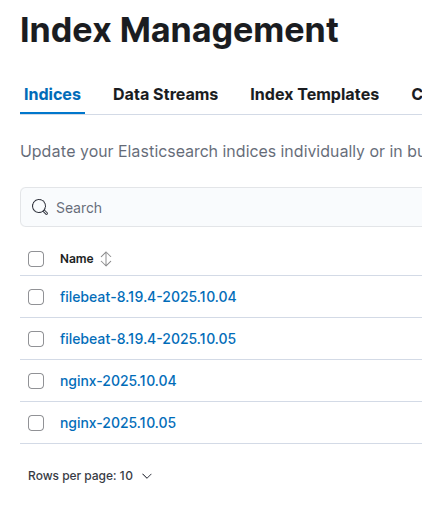 Index Management
Indices Data Streams Index Templates C
Update your Elasticsearch indices individually or in bu
Search
Name
filebeat-8.19.4-2025.10.04
filebeat-8.19.4-2025.10.05
nginx-2025.10.04
nginx-2025.10.05
Rows per page: 10